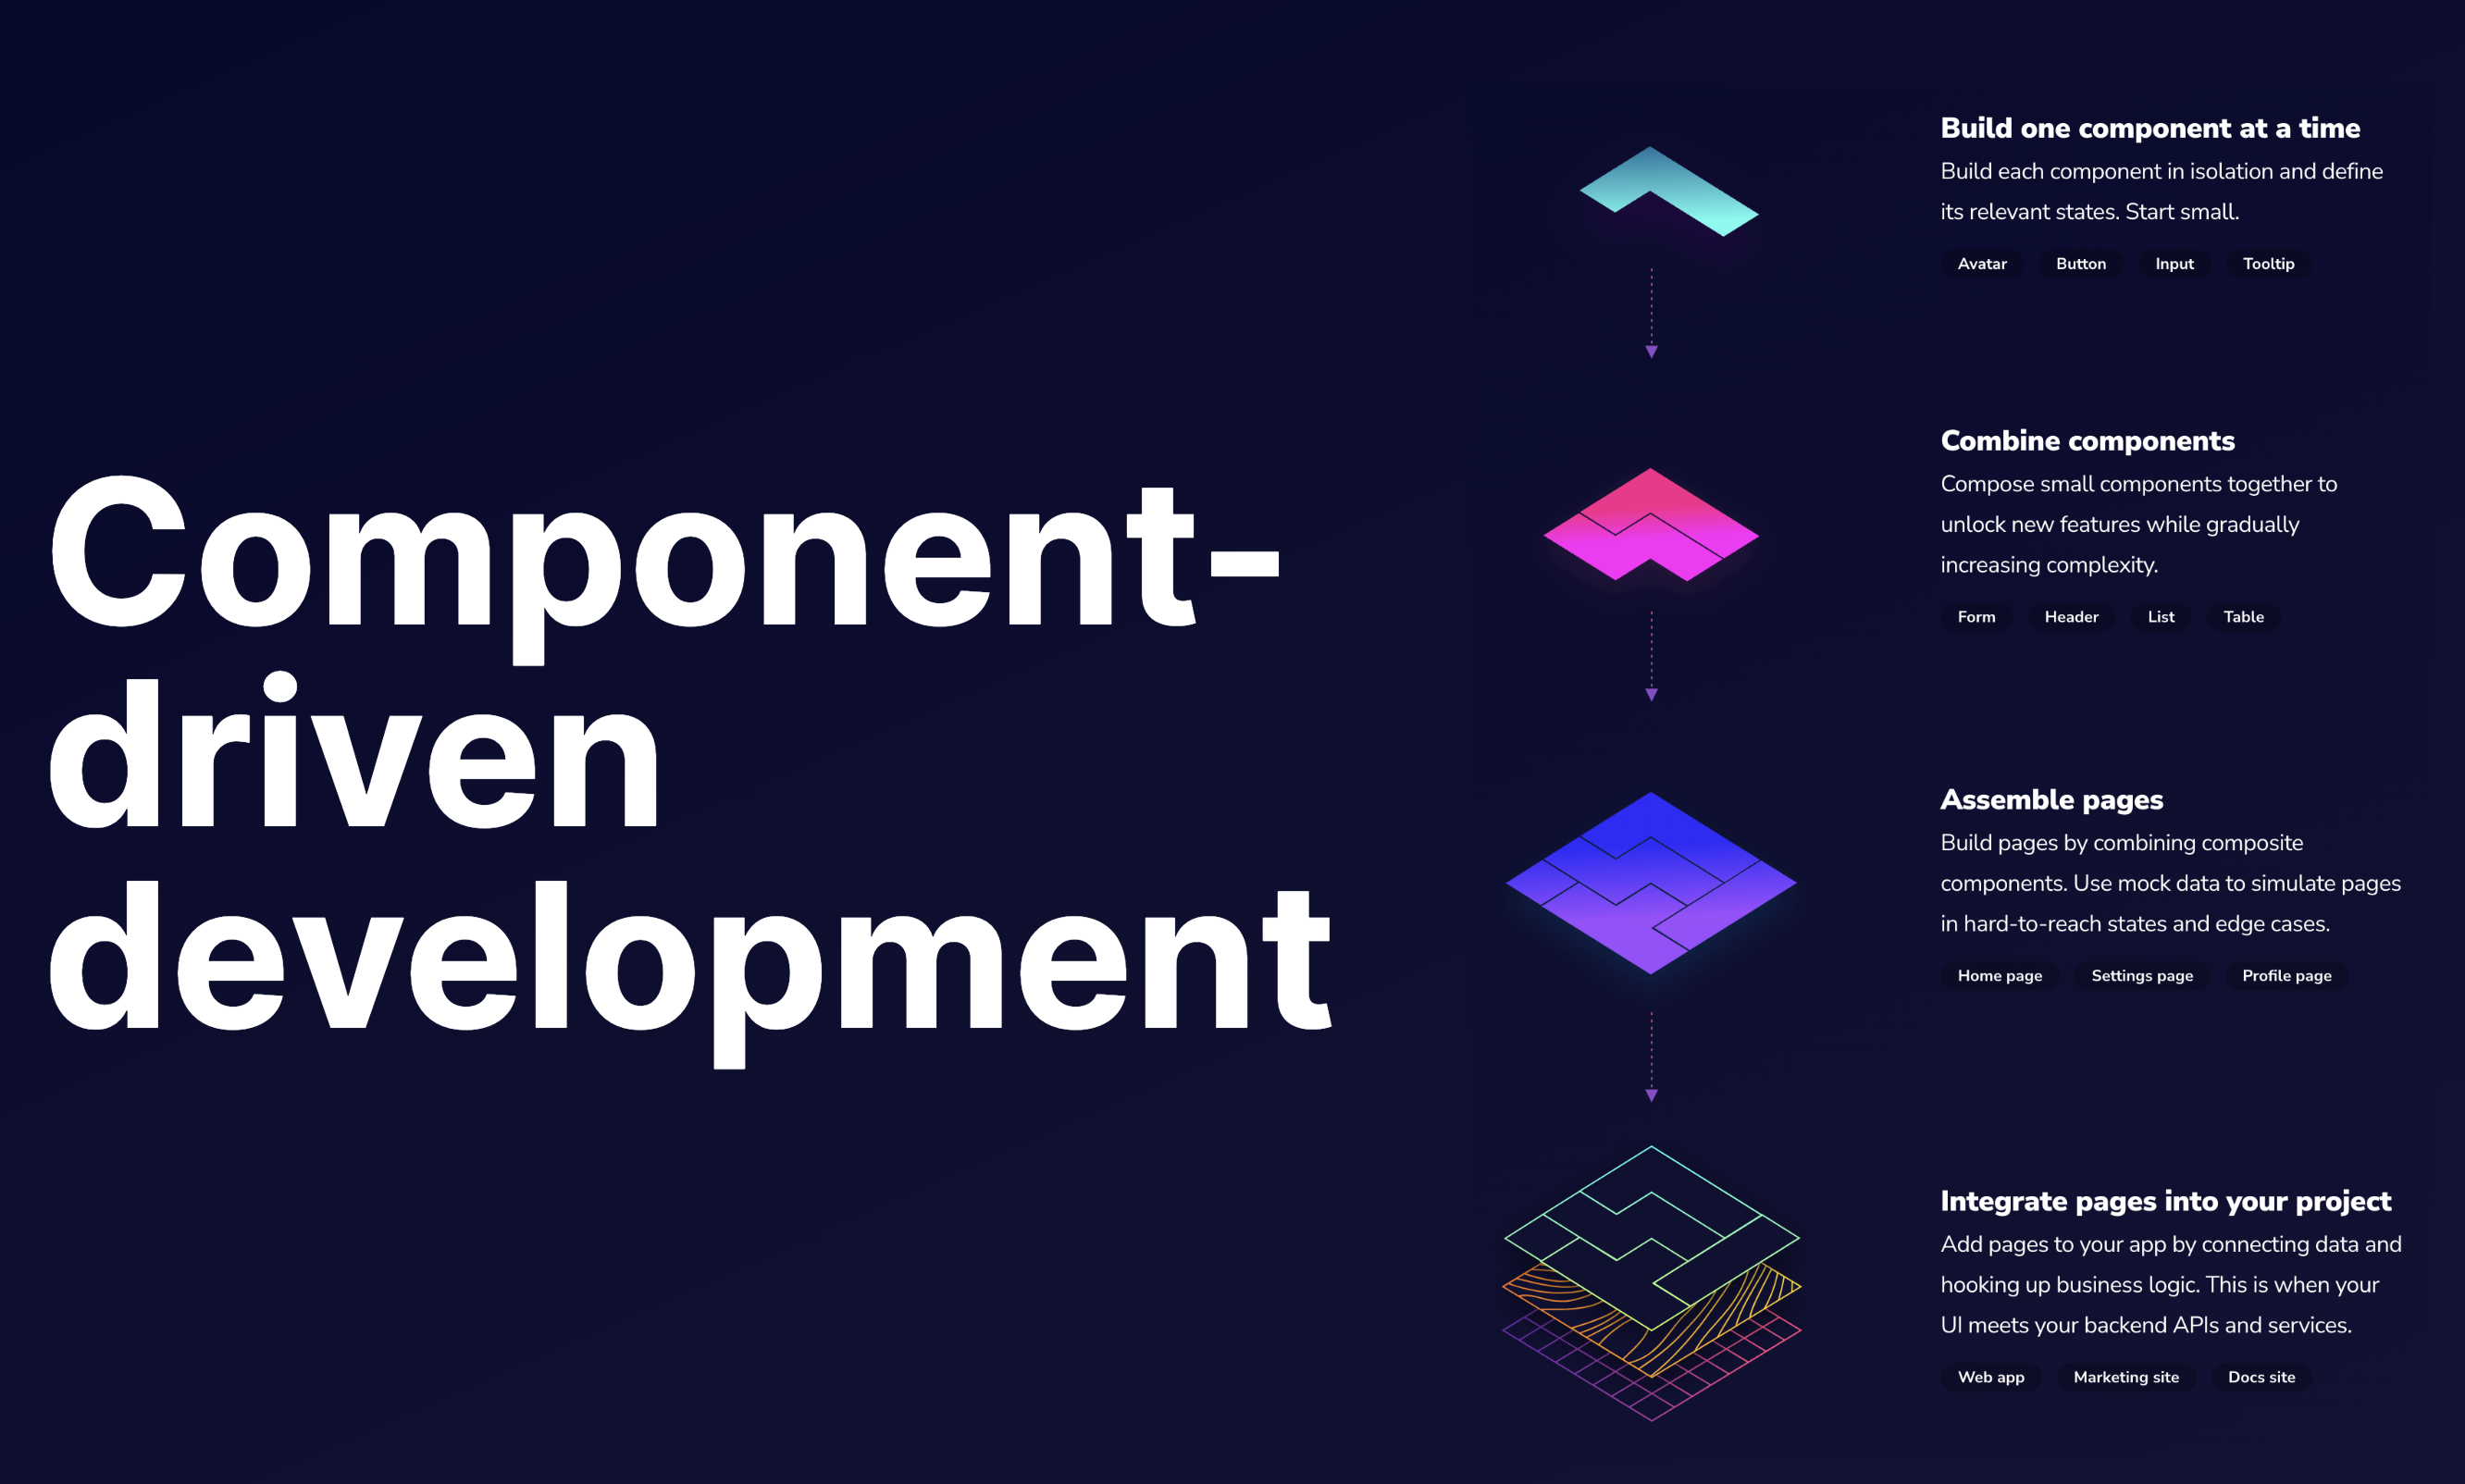 Component-
driven
development
Build one component at a time
Build each component in isolation and define
its relevant states. Start small.
Avatar Button Input Tooltip
Combine components
Compose small components together to
unlock new features while gradually
increasing complexity.
Form Header List Table
Assemble pages
Build pages by combining composite
components. Use mock data to simulate pages
in hard-to-reach states and edge cases.
Home page Settings page Profile page
Integrate pages into your project
Add pages to your app by connecting data and
hooking up business logic. This is when your
UI meets your backend APIs and services.
Web app Marketing site Docs site